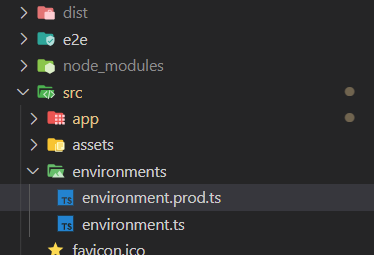 dist
e2e
node_modules
src
app
assets
environments
TS environment.prod.ts
TS environment.ts
favicon.ico